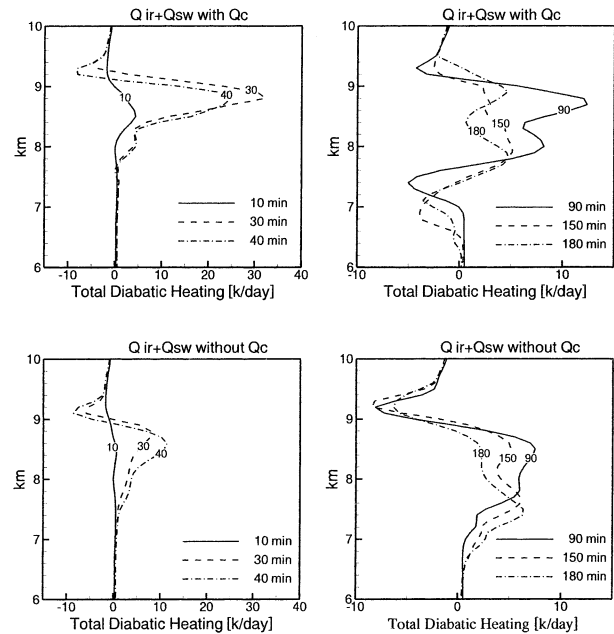 Q ir+Qsw with Qc
10
9
8
7
6
km
10
30
40
10 min
30 min
40 min
-10 0 10 20 30 40
Total Diabatic Heating [k/day]
Q ir+Qsw with Qc
10
9
8
7
6
90
150
180
90 min
150 min
180 min
-10 -5 0 5 10
Total Diabatic Heating [k/day]
Q ir+Qsw without Qc
10
9
8
7
6
km
10
30
40
10 min
30 min
40 min
-10 0 10 20 30 40
Total Diabatic Heating [k/day]
Q ir+Qsw without Qc
10
9
8
7
6
km
180
150
90
90 min
150 min
180 min
-10 0 10
Total Diabatic Heating [k/day]